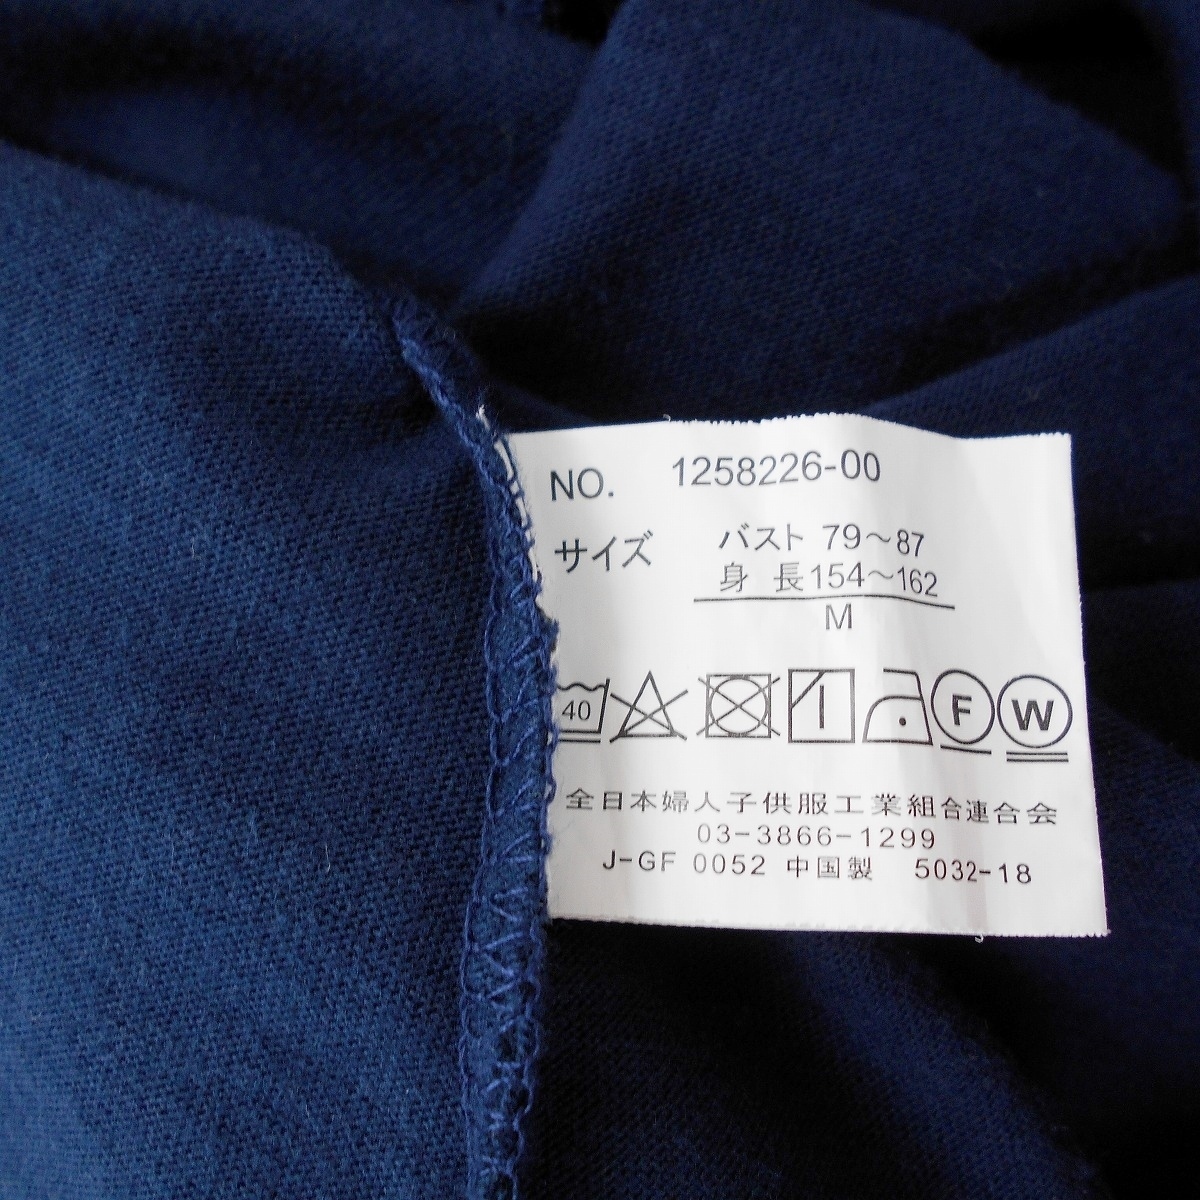 NO. 1258226-00
サイズ バスト 79～87
身 長154～162
M
40 F W
全日本婦人子供服工業組合連合会
03-3866-1299
J-GF 0052 中国製 5032-18